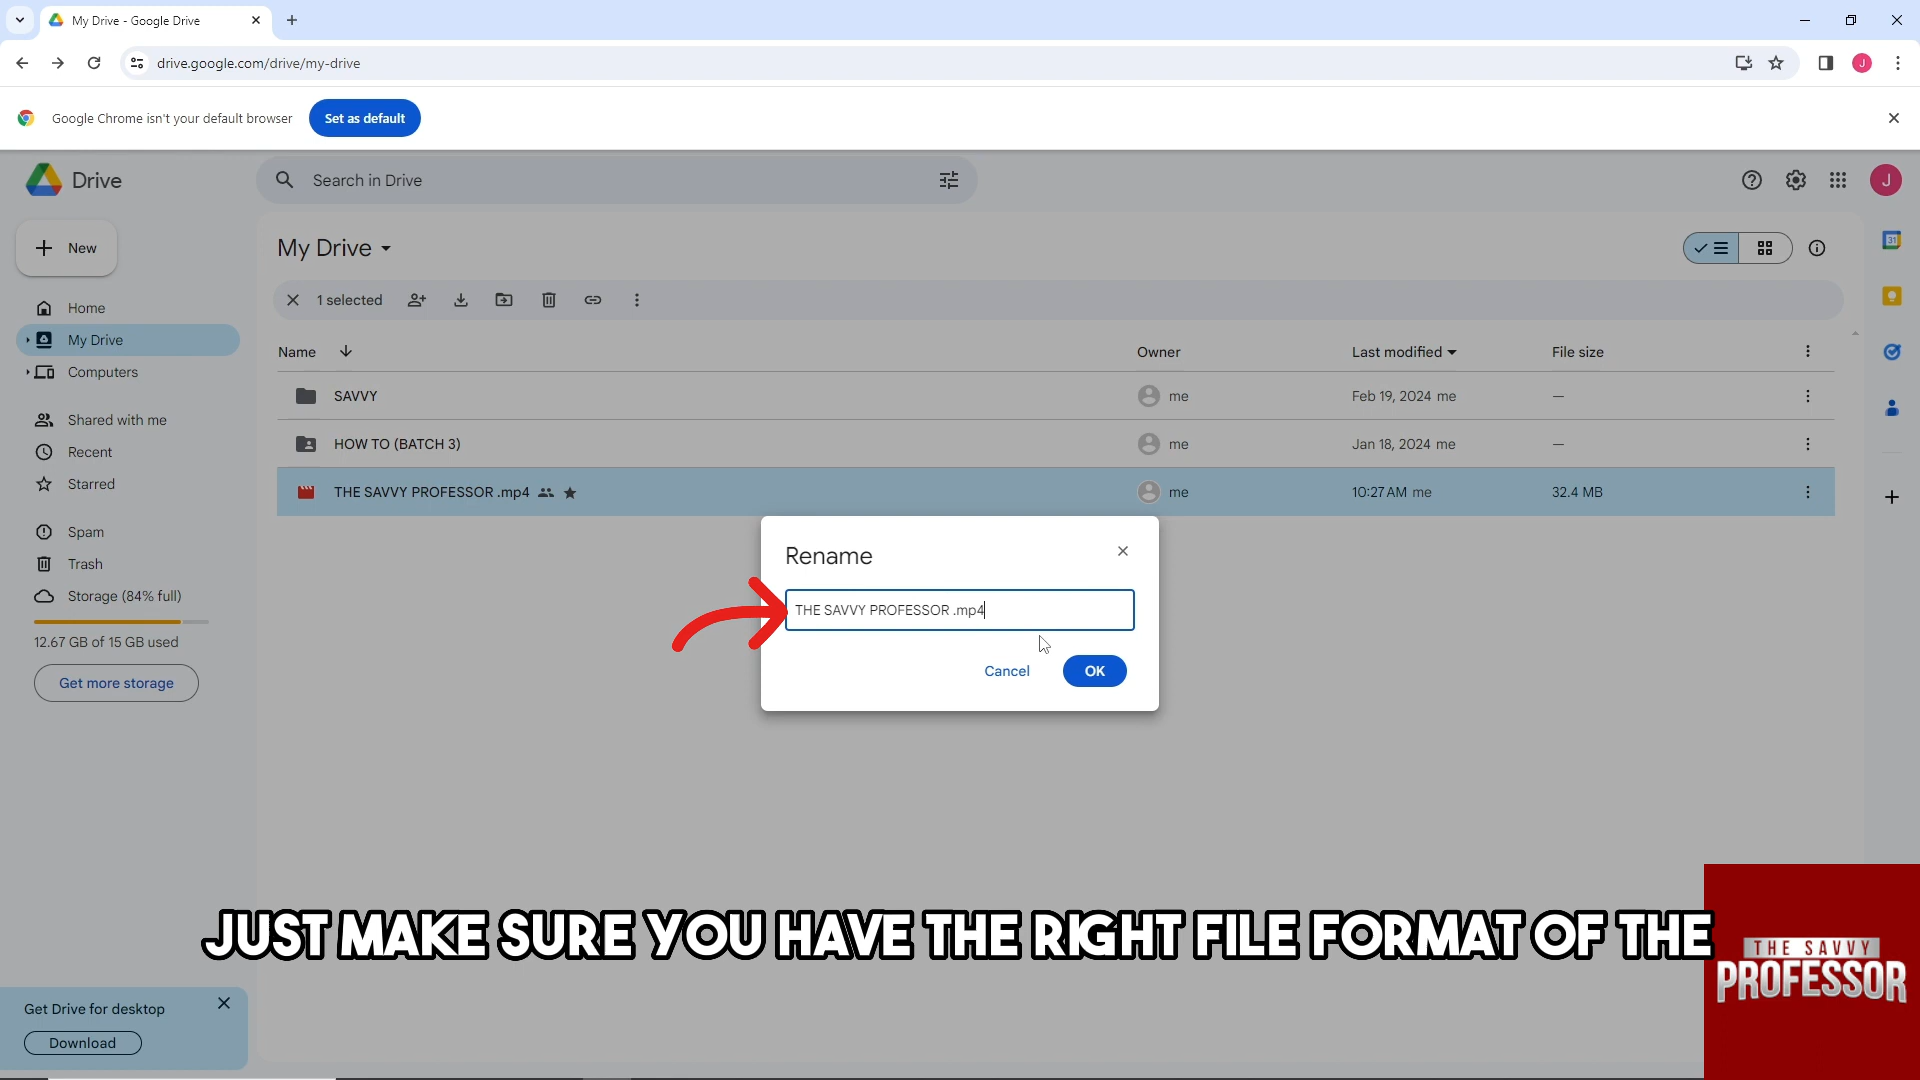 My Drive - Google Drive
drive.google.com/drive/my-drive
J
Google Chrome isn't your default browser
Set as default
Drive
Search in Drive
J
New
My Drive
31
1 selected
Home
My Drive
Computers
Name
Owner
Last modified
File size
SAVVY
me
Feb 19, 2024 me
—
HOW TO (BATCH 3)
me
Jan 18, 2024 me
—
THE SAVVY PROFESSOR .mp4
me
10:27 AM me
32.4 MB
Shared with me
Recent
Starred
Spam
Trash
Storage (84% full)
12.67 GB of 15 GB used
Get more storage
Rename
THE SAVVY PROFESSOR .mp4
Cancel
OK
JUST MAKE SURE YOU HAVE THE RIGHT FILE FORMAT OF THE
THE SAVVY
PROFESSOR
Get Drive for desktop
Download